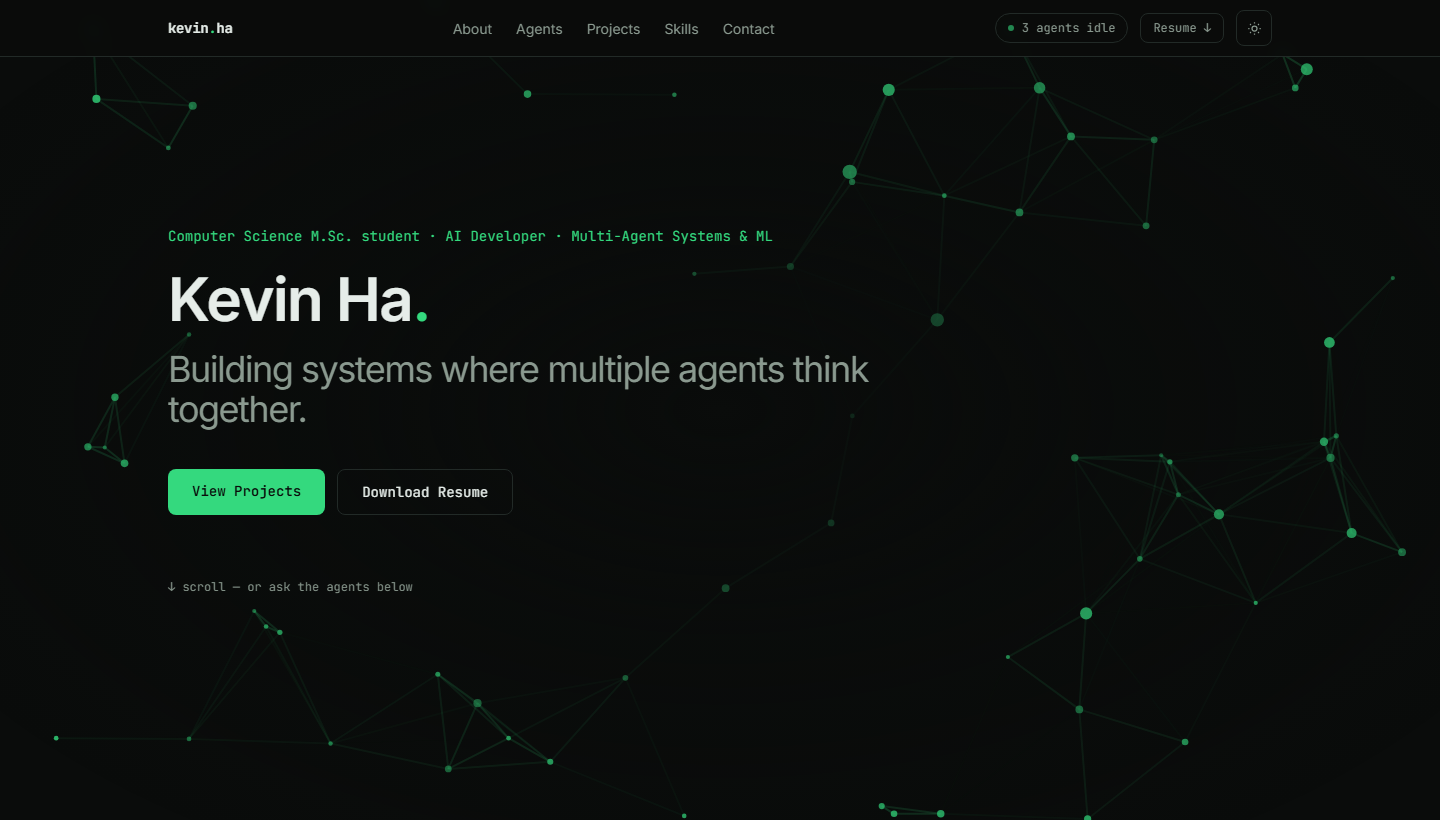 kevin.ha
About Agents Projects Skills Contact
3 agents idle
Resume ↓
Computer Science M.Sc. student · AI Developer · Multi-Agent Systems & ML
Kevin Ha.
Building systems where multiple agents think
together.
View Projects
Download Resume
↓ scroll — or ask the agents below